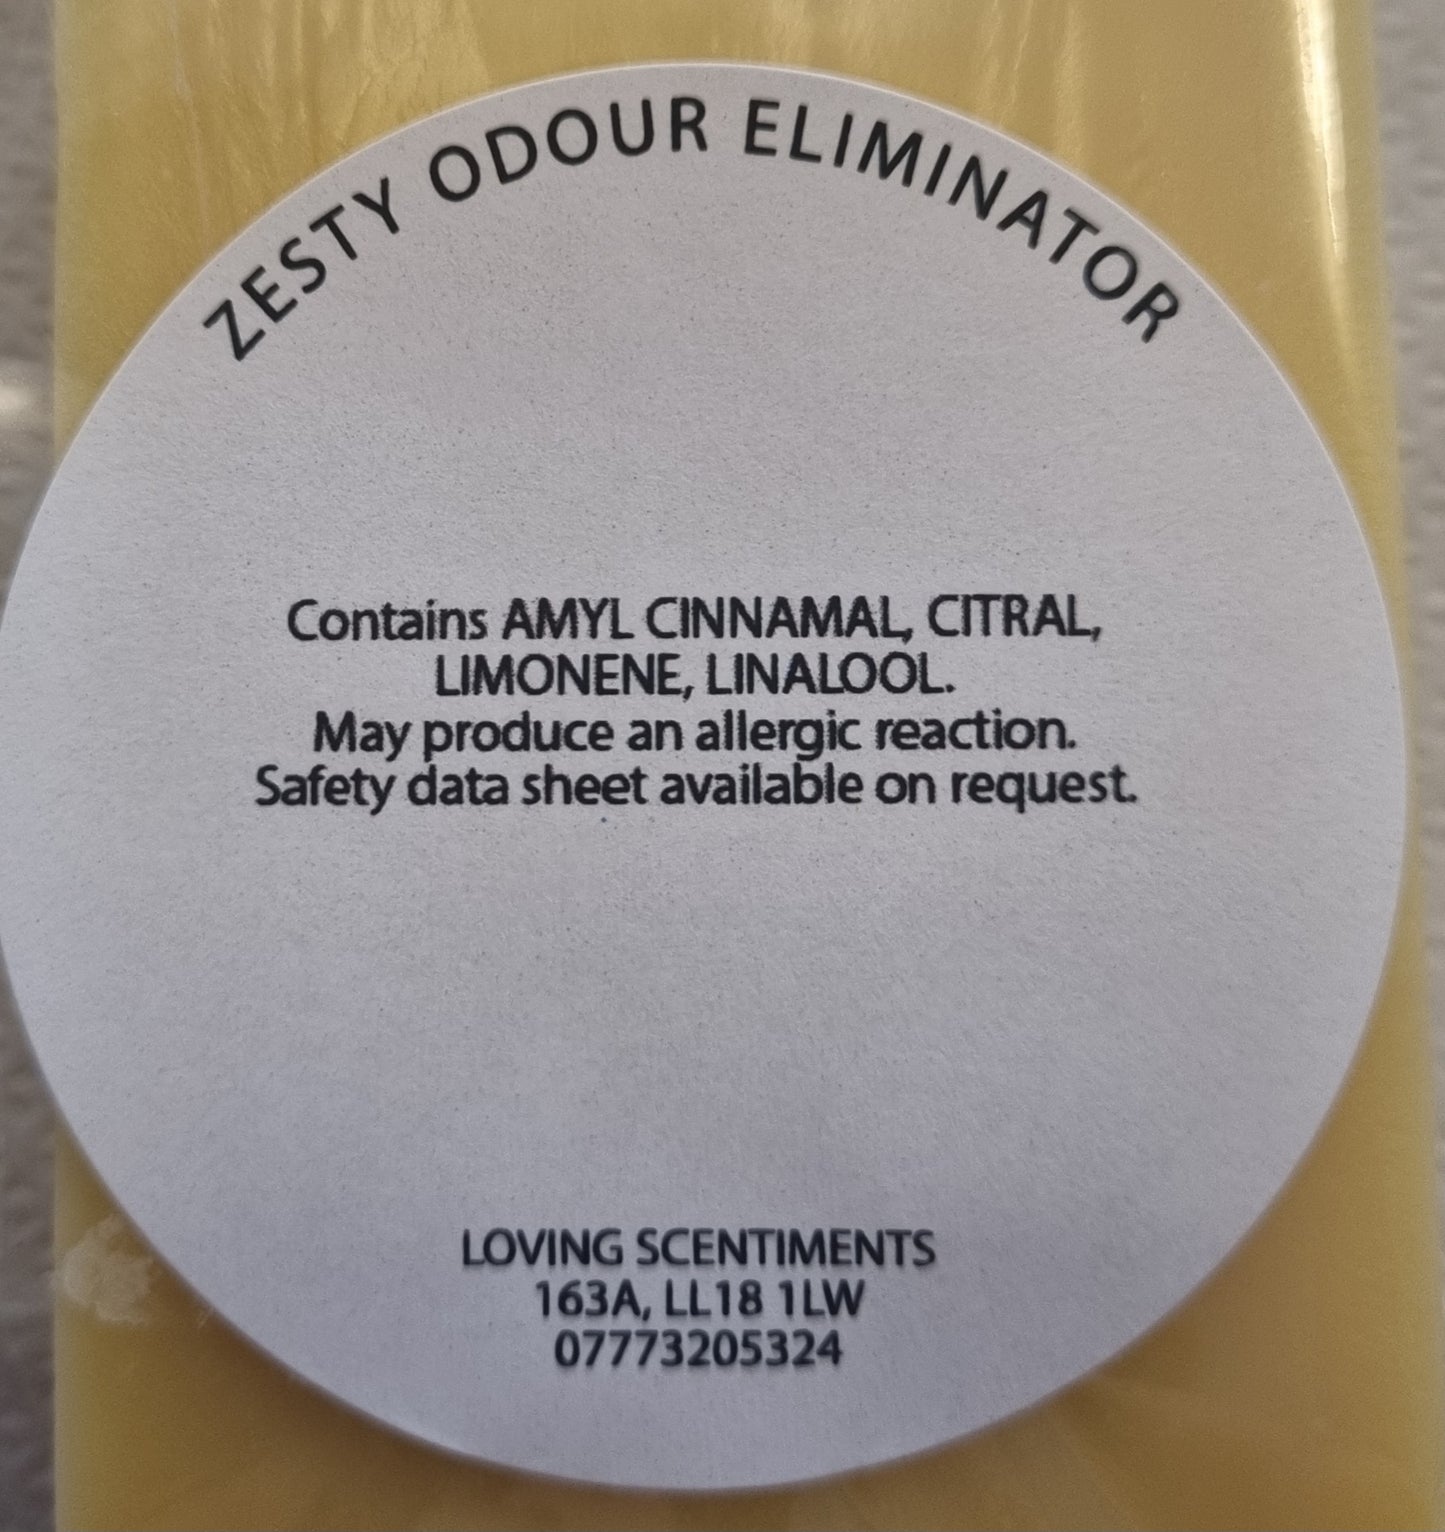 ZESTY ODOUR ELIMINATOR
Contains AMYL CINNAMAL, CITRAL,
LIMONENE, LINALOOL.
May produce an allergic reaction.
Safety data sheet available on request.
LOVING SCENTIMENTS
163A, LL18 1LW
07773205324